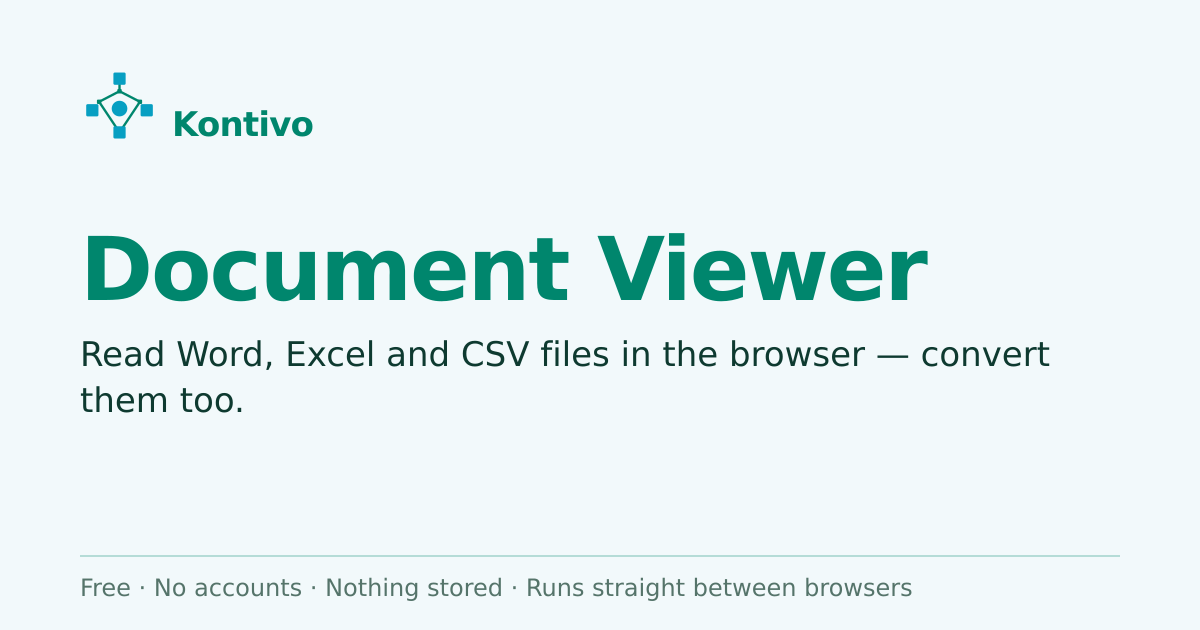 Kontivo
Document Viewer
Read Word, Excel and CSV files in the browser — convert
them too.
Free · No accounts · Nothing stored · Runs straight between browsers